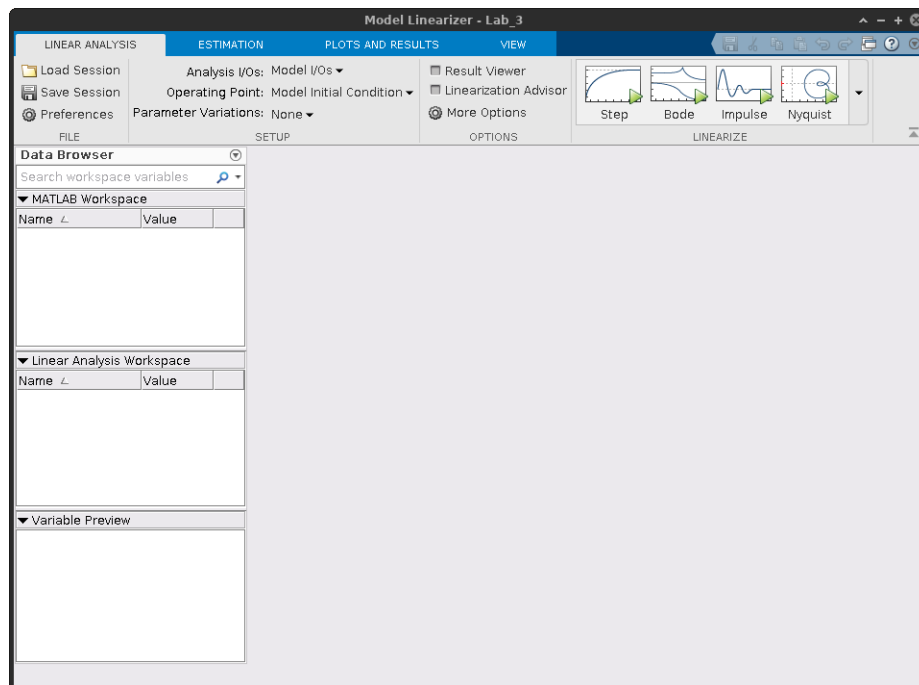 Model Linearizer - Lab_3
LINEAR ANALYSIS ESTIMATION PLOTS AND RESULTS VIEW
Load Session
Save Session
Preferences
FILE
Analysis I/Os: Model I/Os
Operating Point: Model Initial Condition
Parameter Variations: None
SETUP
Result Viewer
Linearization Advisor
More Options
OPTIONS
Step Bode Impulse Nyquist
LINEARIZE
Data Browser
Search workspace variables
MATLAB Workspace
Name Value
Linear Analysis Workspace
Name Value
Variable Preview